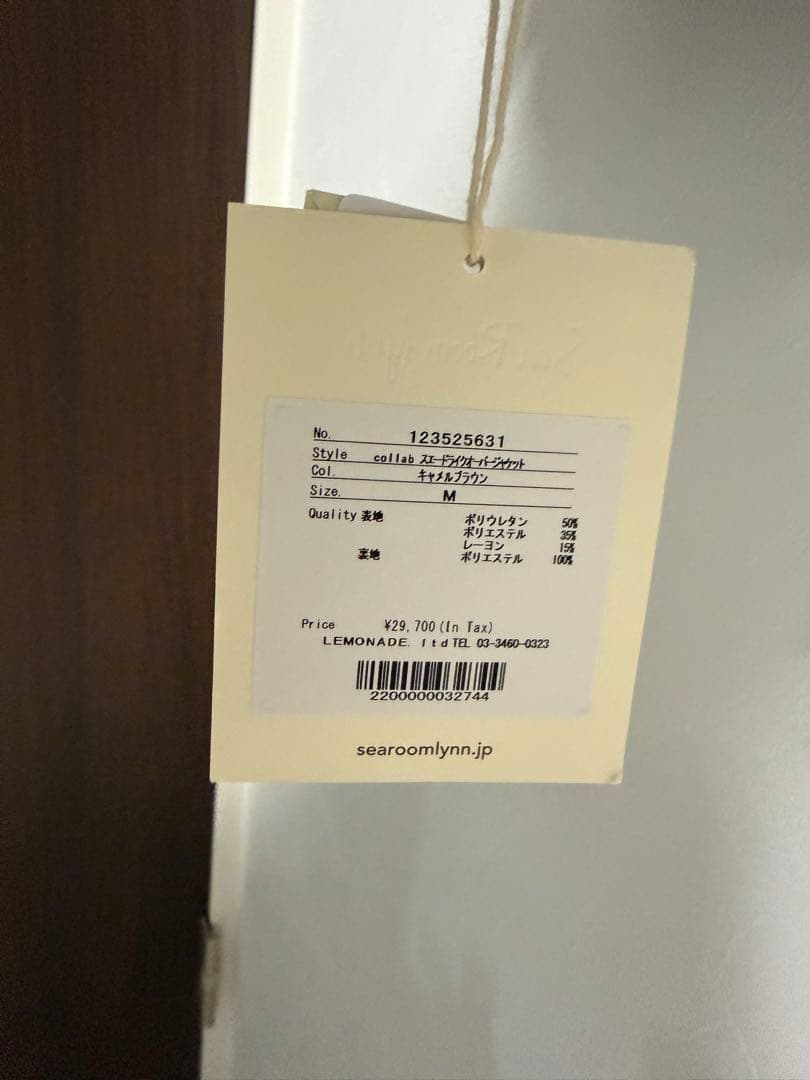 Sea Room lynn
No. 123525631
Style collab スエードライクオーバージャケット
Col. キャメルブラウン
Size. M
Quality 表地 ポリウレタン 50%
ポリエステル 35%
レーヨン 15%
裏地 ポリエステル 100%
Price ¥29,700(In Tax)
LEMONADE. ltd TEL 03-3460-0323
2200000032744
searoomlynn.jp